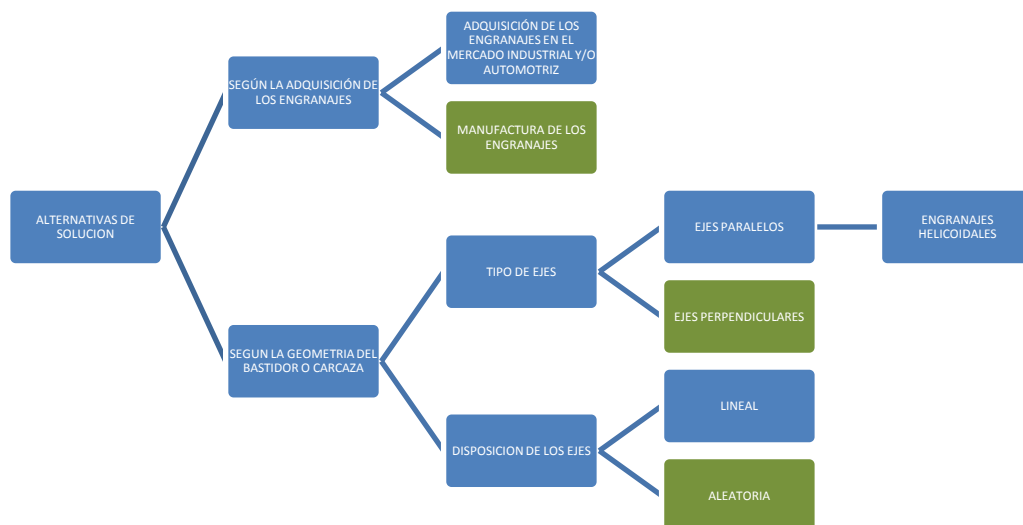 ALTERNATIVAS DE
SOLUCION
SEGÚN LA ADQUISICIÓN DE
LOS ENGRANAJES
ADQUISICIÓN DE LOS
ENGRANAJES EN EL
MERCADO INDUSTRIAL Y/O
AUTOMOTRIZ
MANUFACTURA DE LOS
ENGRANAJES
SEGUN LA GEOMETRIA DEL
BASTIDOR O CARCAZA
TIPO DE EJES
EJES PARALELOS
ENGRANAJES
HELICOIDALES
EJES PERPENDICULARES
DISPOSICION DE LOS EJES
LINEAL
ALEATORIA